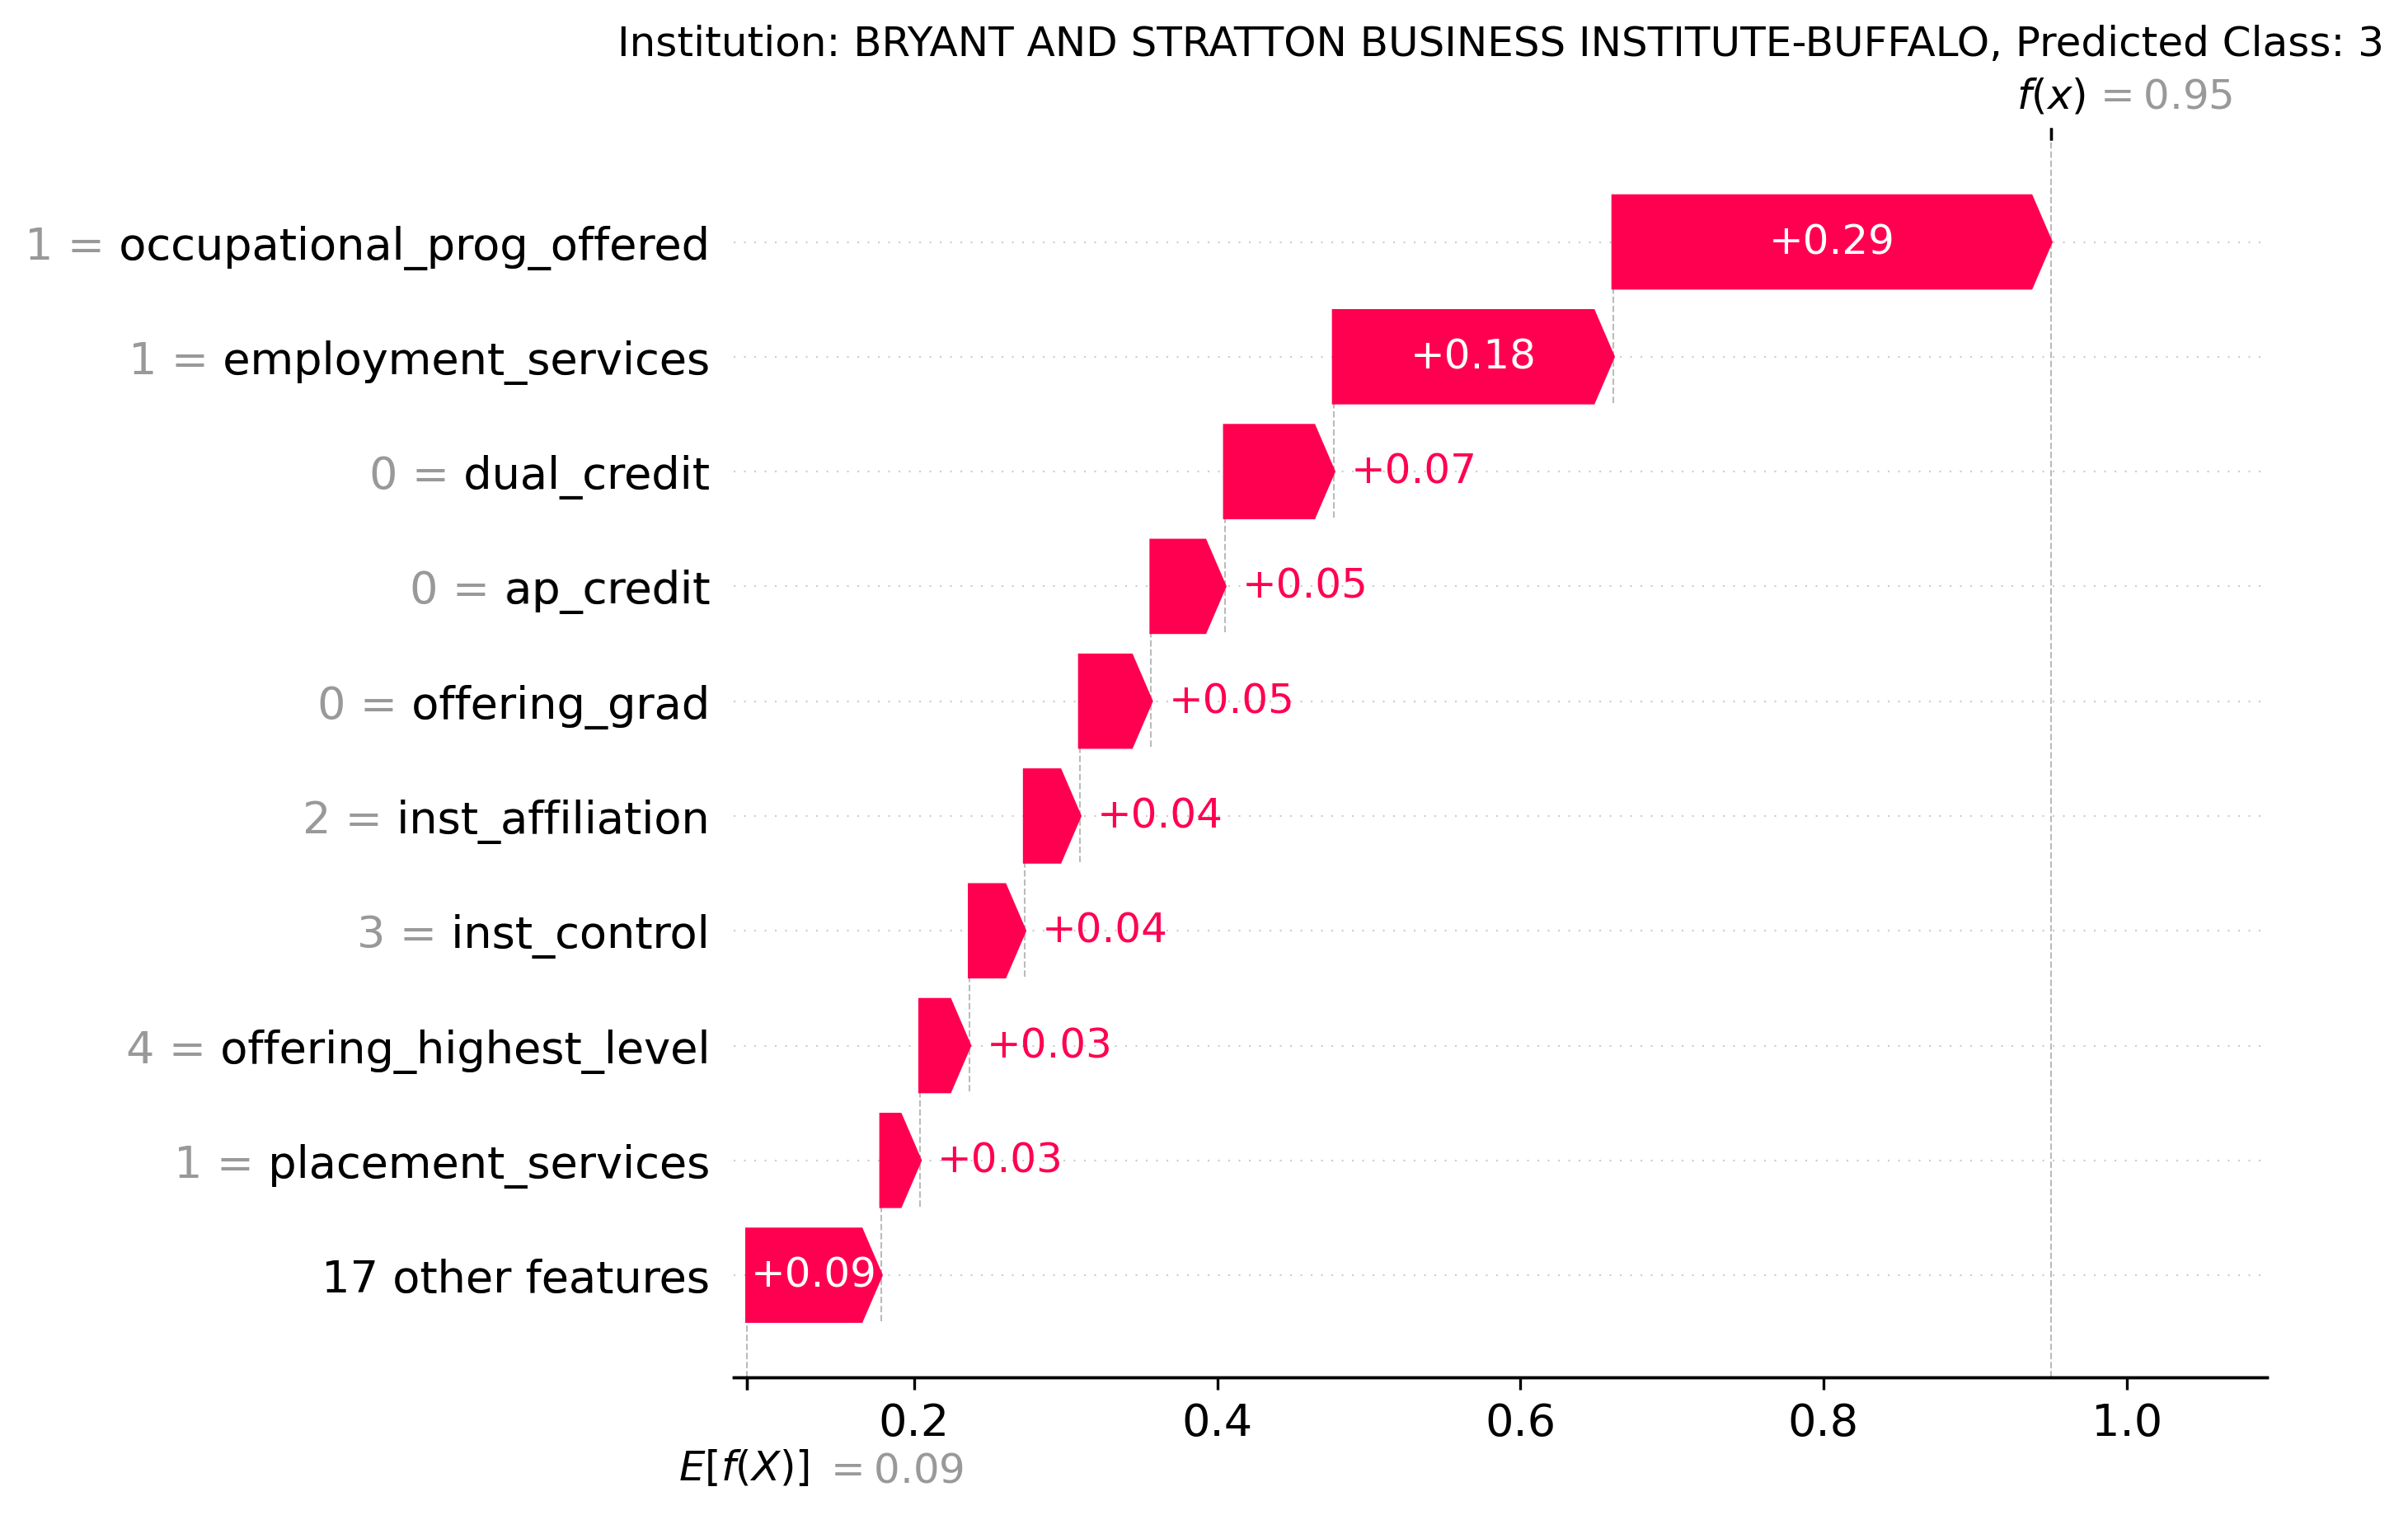 Institution: BRYANT AND STRATTON BUSINESS INSTITUTE-BUFFALO, Predicted Class: 3
f(x) = 0.95
1 = occupational_prog_offered +0.29
1 = employment_services +0.18
0 = dual_credit +0.07
0 = ap_credit +0.05
0 = offering_grad +0.05
2 = inst_affiliation +0.04
3 = inst_control +0.04
4 = offering_highest_level +0.03
1 = placement_services +0.03
17 other features +0.09
0.2 0.4 0.6 0.8 1.0
E[f(X)] = 0.09